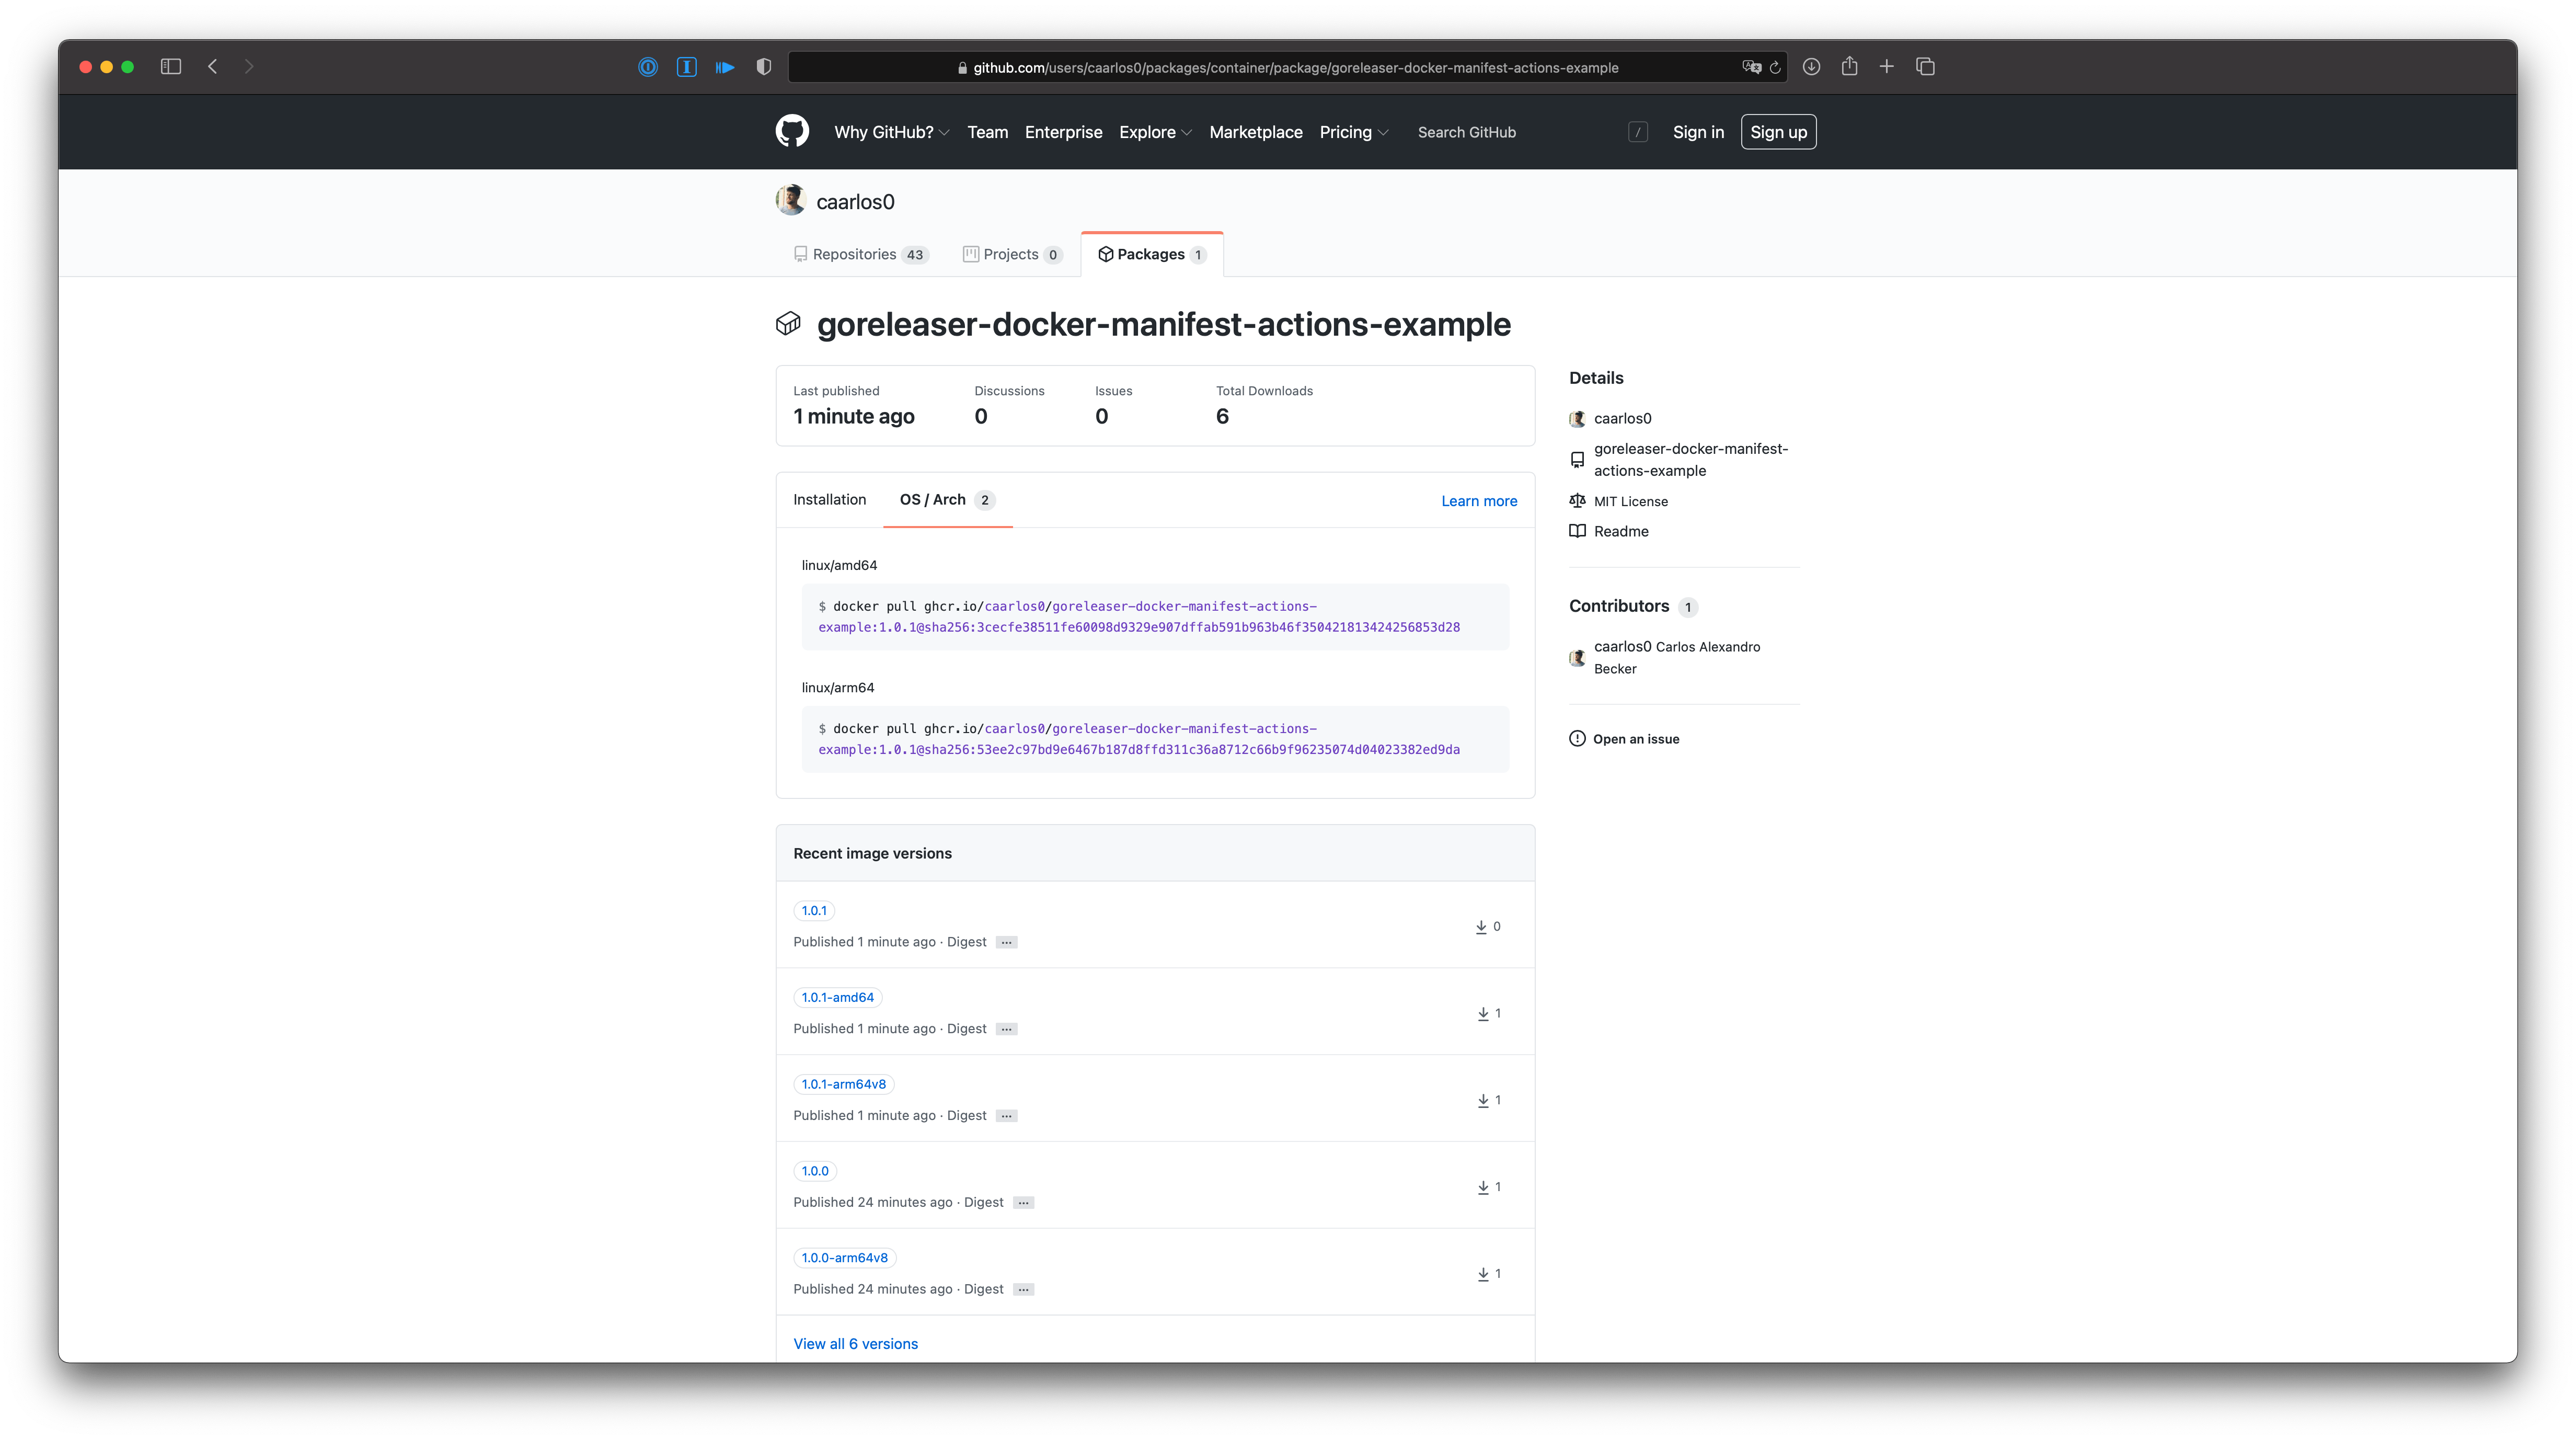 github.com/users/caarlos0/packages/container/package/goreleaser-docker-manifest-actions-example
Why GitHub? Team Enterprise Explore Marketplace Pricing Search GitHub / Sign in Sign up
caarlos0
Repositories 43 Projects 0 Packages 1
goreleaser-docker-manifest-actions-example
Last published Discussions Issues Total Downloads
1 minute ago 0 0 6
Installation OS / Arch 2 Learn more
linux/amd64
$ docker pull ghcr.io/caarlos0/goreleaser-docker-manifest-actions-
example:1.0.1@sha256:3cecfe38511fe60098d9329e907dffab591b963b46f350421813424256853d28
linux/arm64
$ docker pull ghcr.io/caarlos0/goreleaser-docker-manifest-actions-
example:1.0.1@sha256:53ee2c97bd9e6467b187d8ffd311c36a8712c66b9f96235074d04023382ed9da
Recent image versions
1.0.1
Published 1 minute ago · Digest ...
0
1.0.1-amd64
Published 1 minute ago · Digest ...
1
1.0.1-arm64v8
Published 1 minute ago · Digest ...
1
1.0.0
Published 24 minutes ago · Digest ...
1
1.0.0-arm64v8
Published 24 minutes ago · Digest ...
1
View all 6 versions
Details
caarlos0
goreleaser-docker-manifest-
actions-example
MIT License
Readme
Contributors 1
caarlos0 Carlos Alexandro
Becker
Open an issue